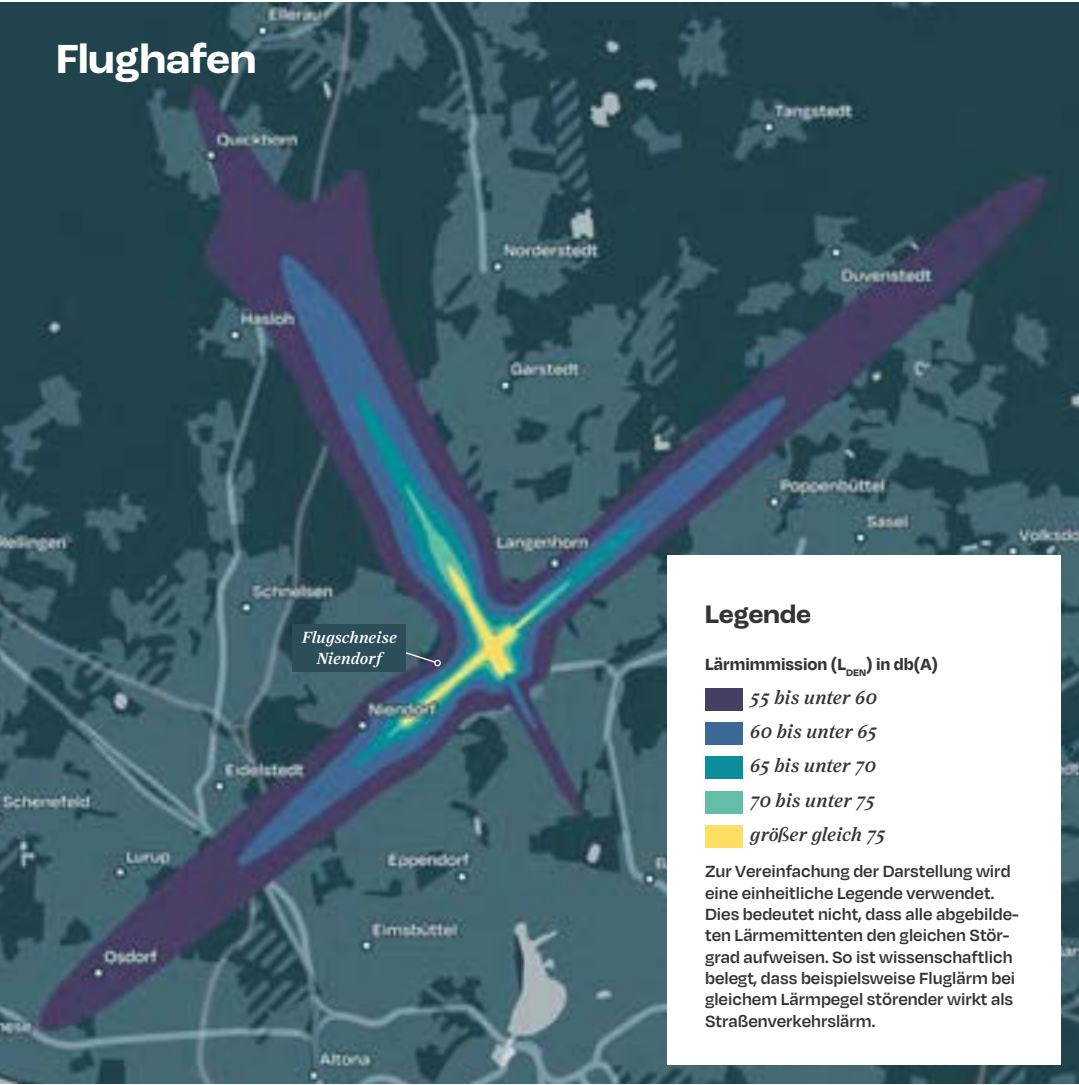 Ellerau
Flughafen
Tangstedt
Quickborn
Norderstedt
Duvenstedt
Hasloh
Garstedt
Poppenbüttel
Sasel
Rellingen
Langenhorn
Schnelsen
Flugschneise
Niendorf
Niendorf
Eidelstedt
Schenefeld
Lurup
Eppendorf
Eimsbüttel
Osdorf
Altona
Legende
Lärmimmission (LDEN) in db(A)
55 bis unter 60
60 bis unter 65
65 bis unter 70
70 bis unter 75
größer gleich 75
Zur Vereinfachung der Darstellung wird
eine einheitliche Legende verwendet.
Dies bedeutet nicht, dass alle abgebilde-
ten Lärmemittenten den gleichen Stör-
grad aufweisen. So ist wissenschaftlich
belegt, dass beispielsweise Fluglärm bei
gleichem Lärmpegel störender wirkt als
Straßenverkehrslärm.